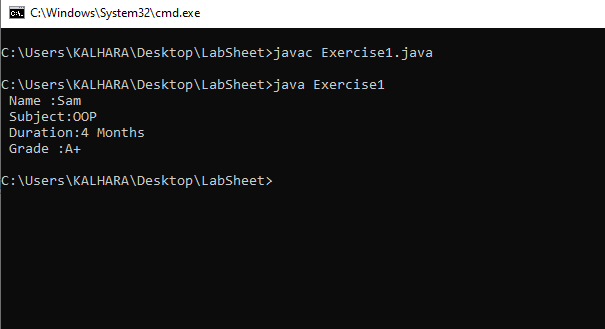 C:\Windows\System32\cmd.exe
C:\Users\KALHARA\Desktop\LabSheet>javac Exercise1.java
C:\Users\KALHARA\Desktop\LabSheet>java Exercise1
Name :Sam
Subject:OOP
Duration:4 Months
Grade :A+
C:\Users\KALHARA\Desktop\LabSheet>